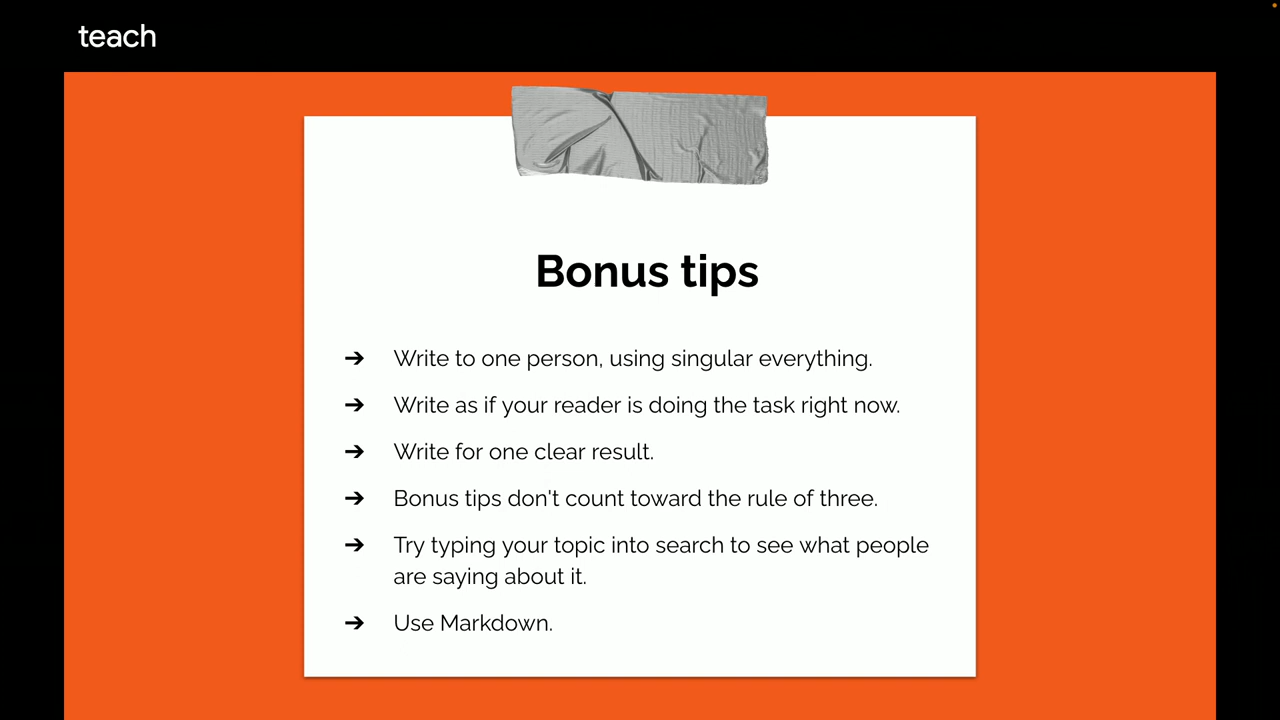 teach
Bonus tips
➔ Write to one person, using singular everything.
➔ Write as if your reader is doing the task right now.
➔ Write for one clear result.
➔ Bonus tips don't count toward the rule of three.
➔ Try typing your topic into search to see what people
are saying about it.
➔ Use Markdown.